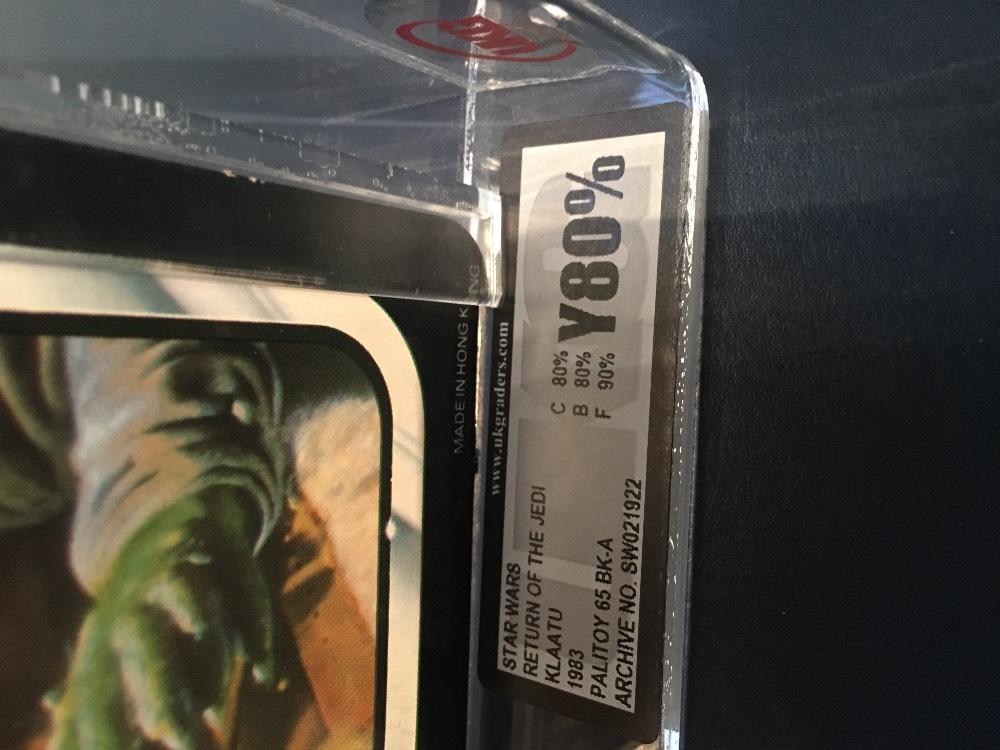 STAR WARS
RETURN OF THE JEDI
KLAATU
1983
PALITOY 65 BK-A
ARCHIVE NO. SW021922
C 80%
B 80%
F 90%
Y80%
www.ukgraders.com
MADE IN HONG K NG